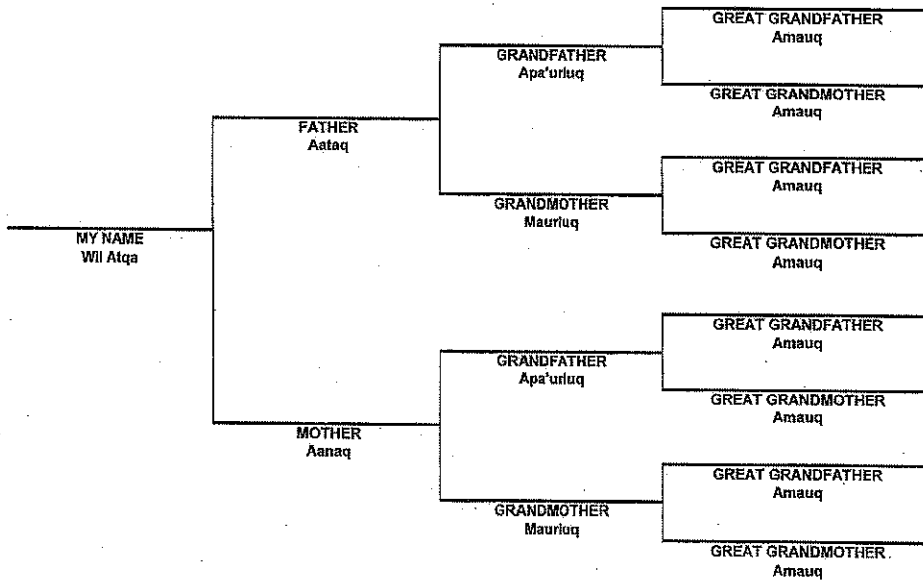 GREAT GRANDFATHER
Amauq
GRANDFATHER
Apa'urluq
GREAT GRANDMOTHER
Amauq
FATHER
Aataq
GREAT GRANDFATHER
Amauq
GRANDMOTHER
Maurluq
GREAT GRANDMOTHER
Amauq
MY NAME
Wil Atqa
GREAT GRANDFATHER
Amauq
GRANDFATHER
Apa'urluq
GREAT GRANDMOTHER
Amauq
MOTHER
Aanaq
GREAT GRANDFATHER
Amauq
GRANDMOTHER
Maurluq
GREAT GRANDMOTHER
Amauq